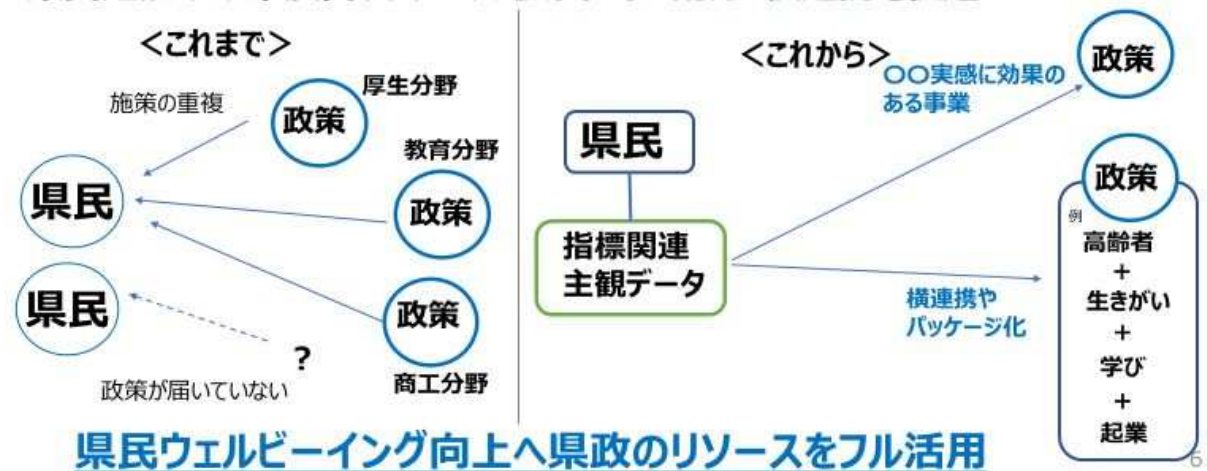 <これまで>
施策の重複
政策
厚生分野
教育分野
政策
県民
県民
政策
商工分野
?
政策が届いていない
<これから>
〇〇実感に効果の
ある事業
政策
県民
指標関連
主観データ
横連携や
パッケージ化
政策
例
高齢者
+
生きがい
+
学び
+
起業
県民ウェルビーイング向上へ県政のリソースをフル活用
6